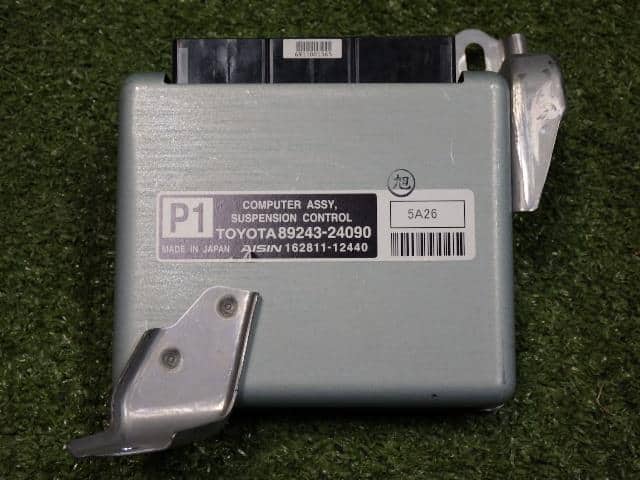 P1
COMPUTER ASSY,
SUSPENSION CONTROL
TOYOTA 89243-24090
MADE IN JAPAN AISIN 162811-12440
旭
5A26